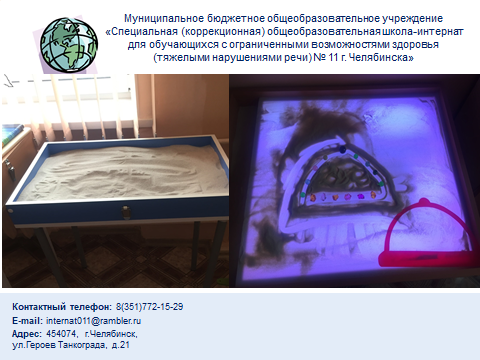 Муниципальное бюджетное общеобразовательное учреждение
«Специальная (коррекционная) общеобразовательная школа-интернат
для обучающихся с ограниченными возможностями здоровья
(тяжелыми нарушениями речи) № 11 г. Челябинска»
Контактный телефон: 8(351)772-15-29
E-mail: internat011@rambler.ru
Адрес: 454074, г.Челябинск,
ул.Героев Танкограда, д.21